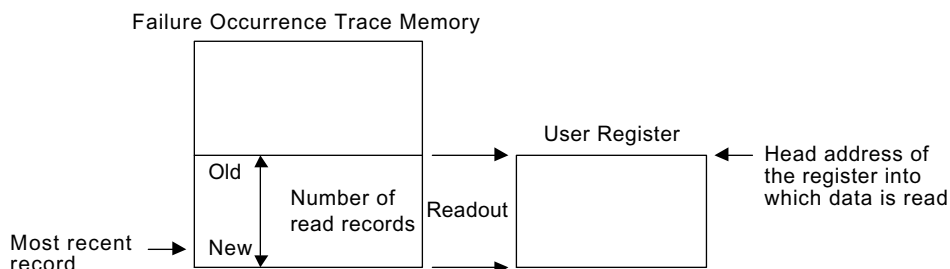 Failure Occurrence Trace Memory
User Register
Old
Number of
read records
Readout
Head address of
the register into
which data is read
New
Most recent
record